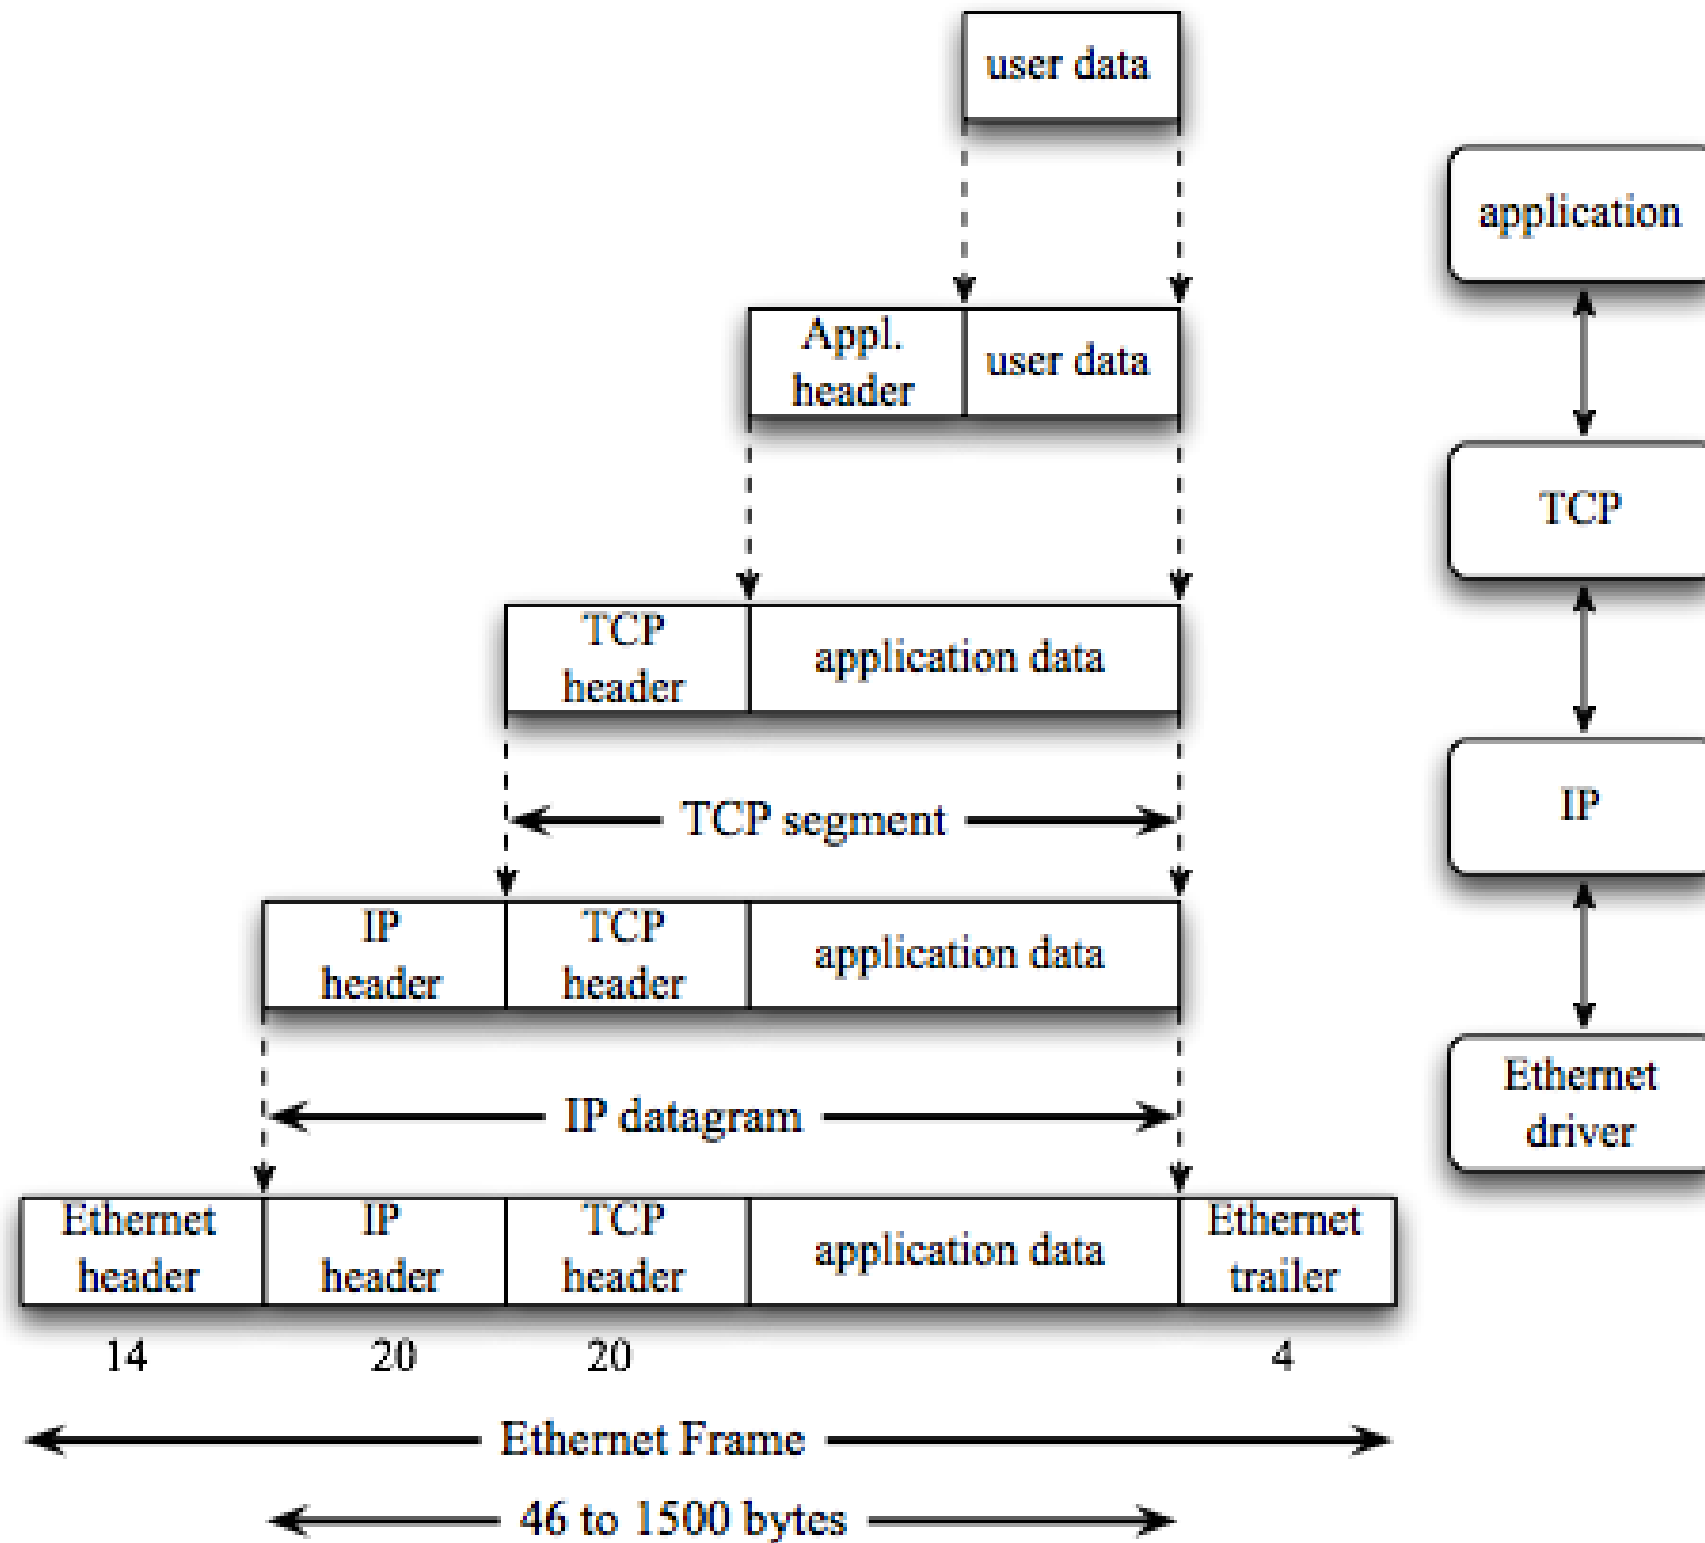 user data
application
Appl.
header
user data
TCP
TCP
header
application data
TCP segment
IP
IP
header
TCP
header
application data
IP datagram
Ethernet
driver
Ethernet
header
IP
header
TCP
header
application data
Ethernet
trailer
14
20
20
4
Ethernet Frame
46 to 1500 bytes